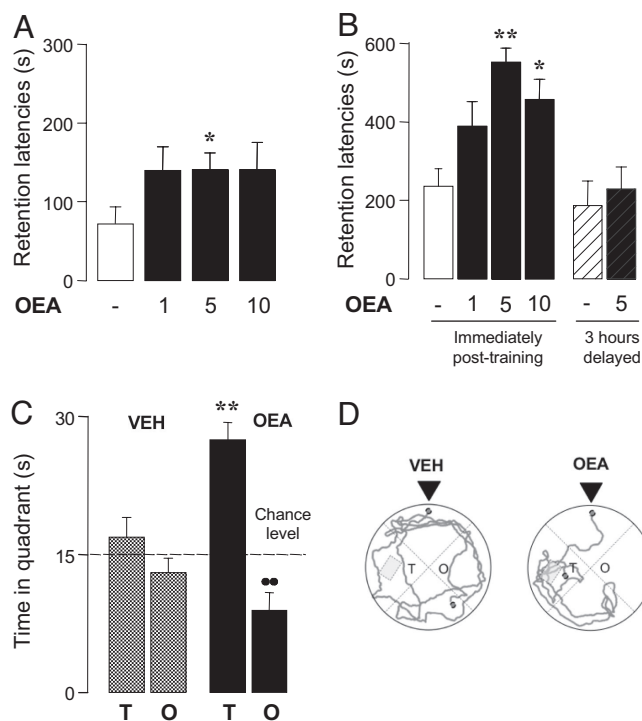 A
Retention latencies (s)
300
200
100
0
*
OEA - 1 5 10
B
Retention latencies (s)
600
400
200
0
**
*
OEA - 1 5 10 - 5
Immediately
post-training
3 hours
delayed
C
Time in quadrant (s)
30
15
0
VEH
**
OEA
Chance
level
••
T O T O
D
VEH
OEA
T O
T O